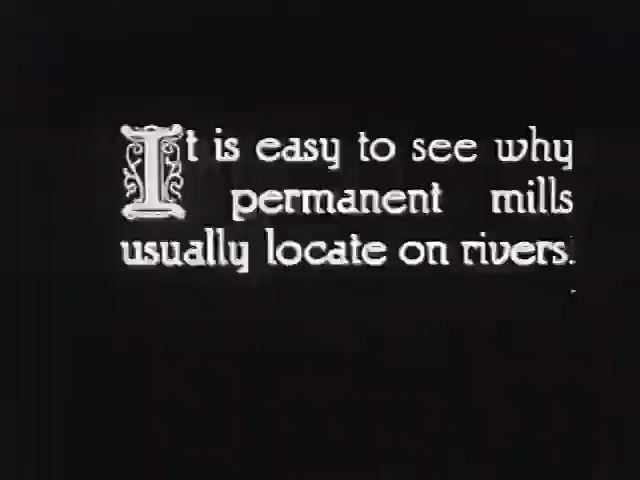 It is easy to see why
permanent mills
usually locate on rivers.